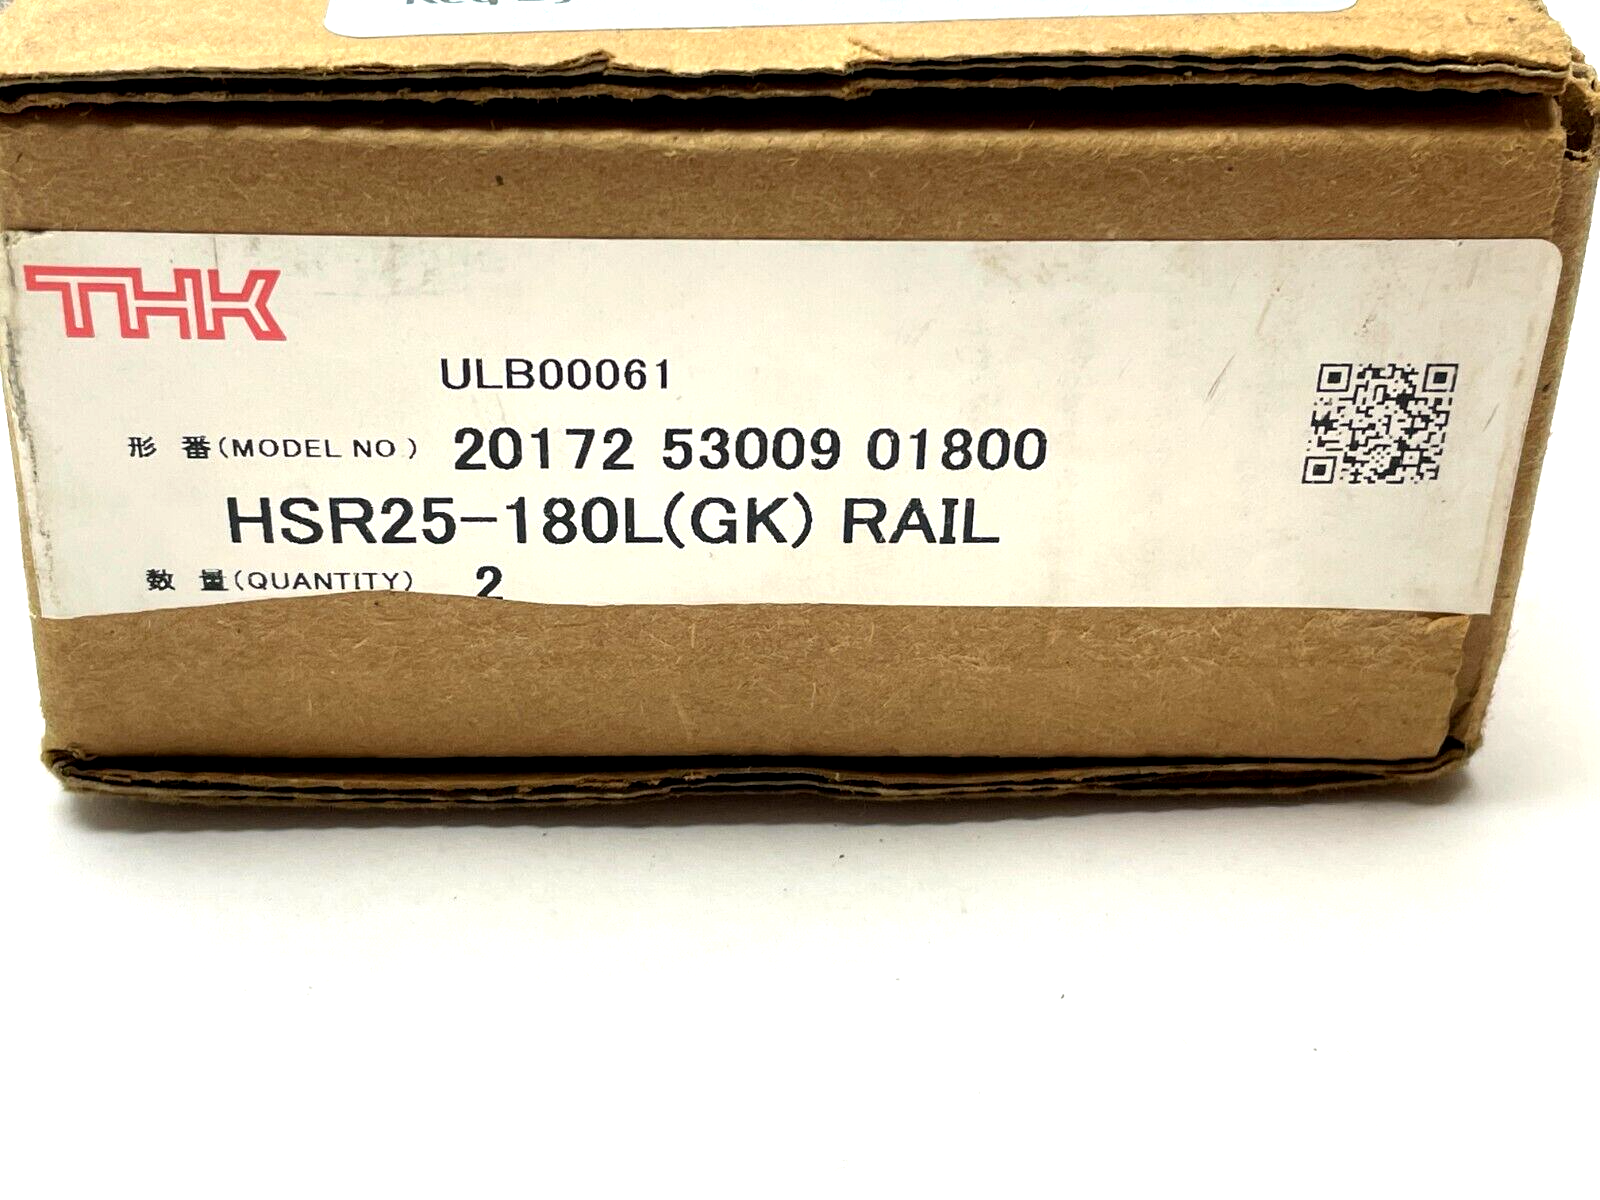 THK
ULB00061
形 番(MODEL NO.) 20172 53009 01800
HSR25-180L(GK) RAIL
数 量(QUANTITY) 2